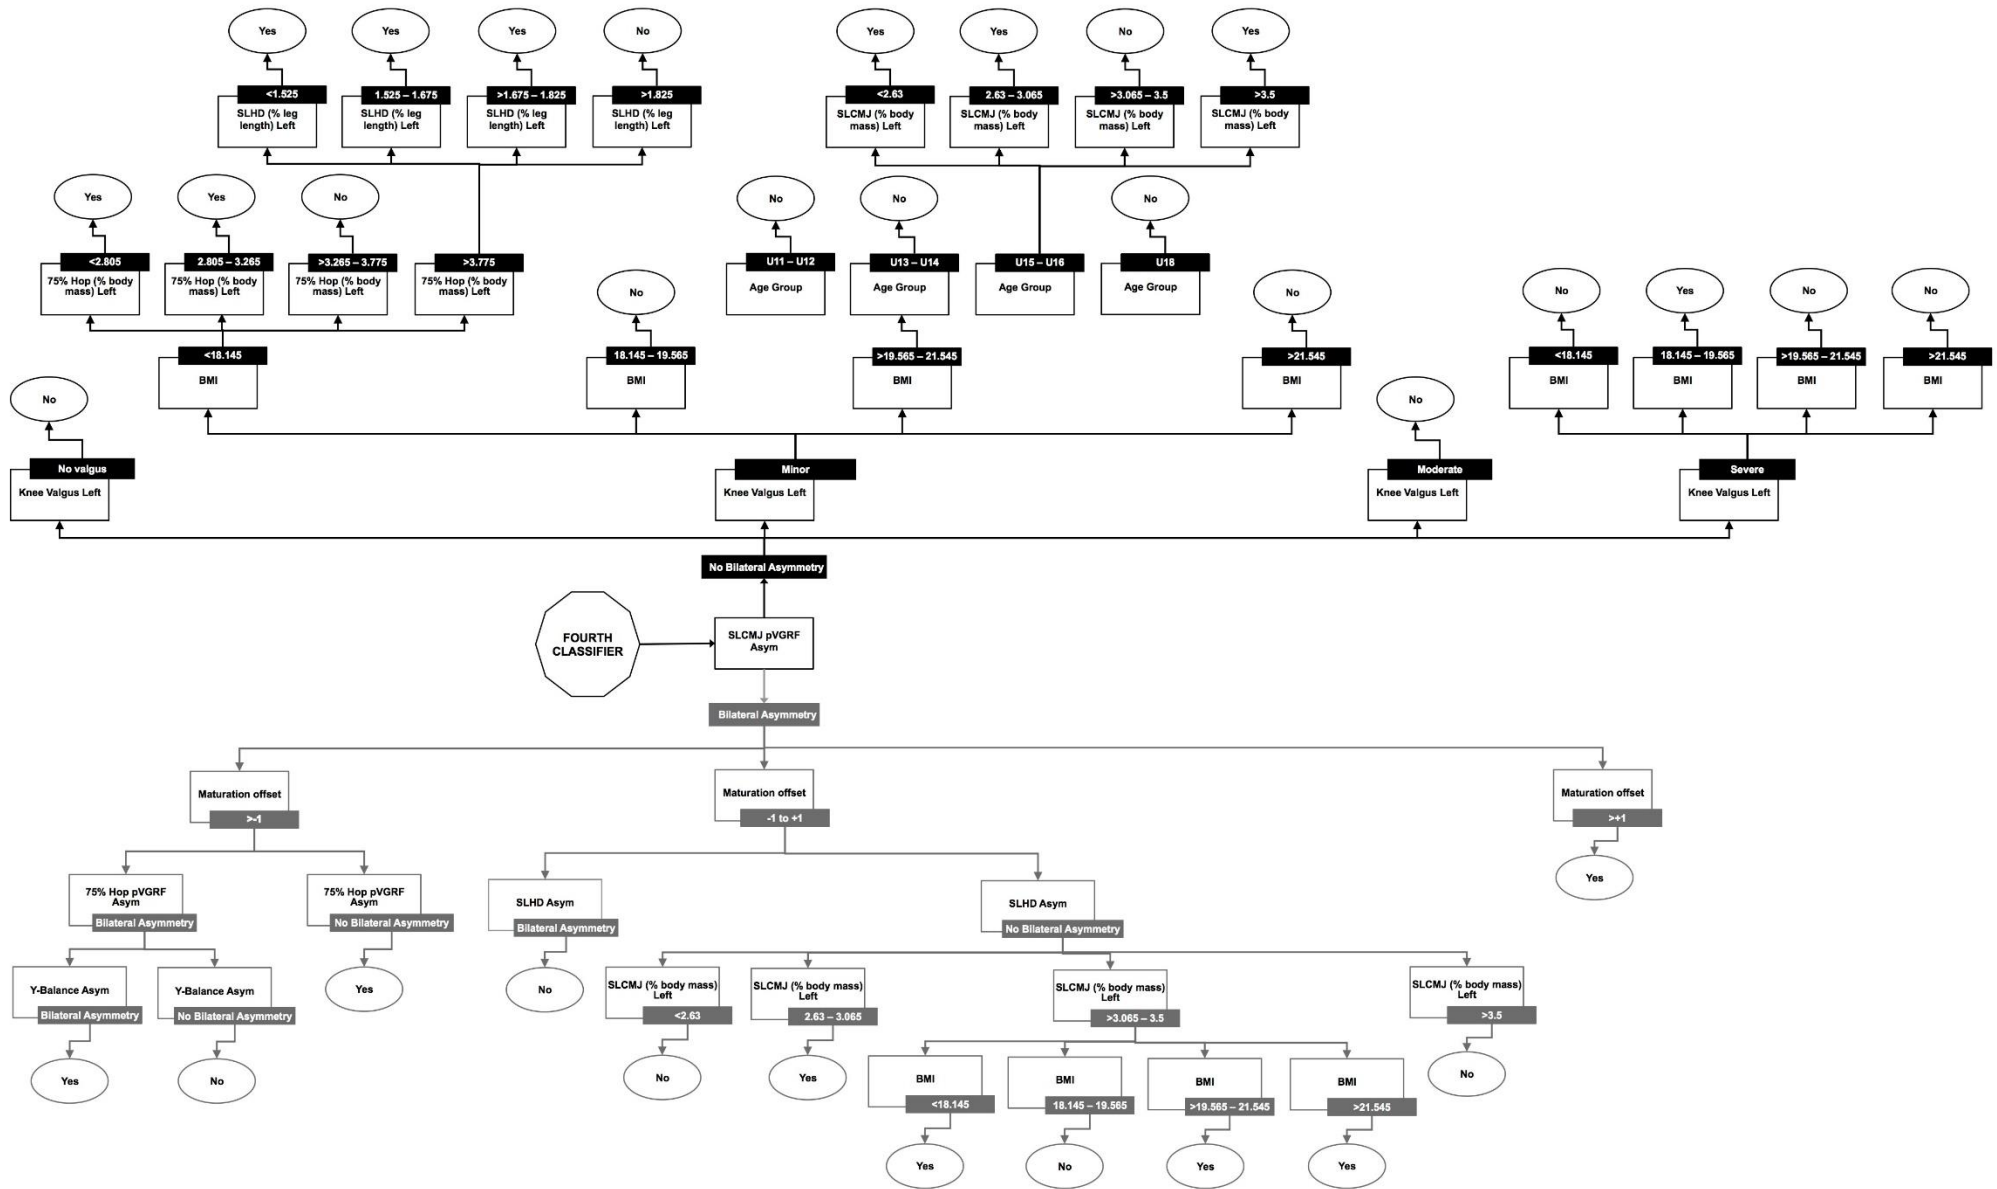 Yes
Yes
Yes
No
Yes
Yes
No
Yes
<1.525
1.525 – 1.675
>1.675 – 1.825
>1.825
<2.63
2.63 – 3.065
>3.065 – 3.5
>3.5
SLHD (% leg
length) Left
SLHD (% leg
length) Left
SLHD (% leg
length) Left
SLHD (% leg
length) Left
SLCMJ (% body
mass) Left
SLCMJ (% body
mass) Left
SLCMJ (% body
mass) Left
SLCMJ (% body
mass) Left
Yes
Yes
No
No
No
No
<2.805
2.805 – 3.265
>3.265 – 3.775
>3.775
U11 – U12
U13 – U14
U15 – U16
U18
75% Hop (% body
mass) Left
75% Hop (% body
mass) Left
75% Hop (% body
mass) Left
75% Hop (% body
mass) Left
Age Group
Age Group
Age Group
Age Group
No
No
No
Yes
No
No
<18.145
18.145 – 19.565
>19.565 – 21.545
>21.545
<18.145
18.145 – 19.565
>19.565 – 21.545
>21.545
BMI
BMI
BMI
BMI
BMI
BMI
BMI
BMI
No
No
No valgus
Minor
Moderate
Severe
Knee Valgus Left
Knee Valgus Left
Knee Valgus Left
Knee Valgus Left
No Bilateral Asymmetry
FOURTH
CLASSIFIER
SLCMJ pVGRF
Asym
Bilateral Asymmetry
Maturation offset
>-1
Maturation offset
-1 to +1
Maturation offset
>+1
Yes
75% Hop pVGRF
Asym
Bilateral Asymmetry
75% Hop pVGRF
Asym
No Bilateral Asymmetry
SLHD Asym
Bilateral Asymmetry
SLHD Asym
No Bilateral Asymmetry
Y-Balance Asym
Bilateral Asymmetry
Y-Balance Asym
No Bilateral Asymmetry
Yes
No
SLCMJ (% body mass)
Left
<2.63
SLCMJ (% body mass)
Left
2.63 – 3.065
SLCMJ (% body mass)
Left
>3.065 – 3.5
SLCMJ (% body mass)
Left
>3.5
Yes
No
No
Yes
No
BMI
<18.145
BMI
18.145 – 19.565
BMI
>19.565 – 21.545
BMI
>21.545
Yes
No
Yes
Yes